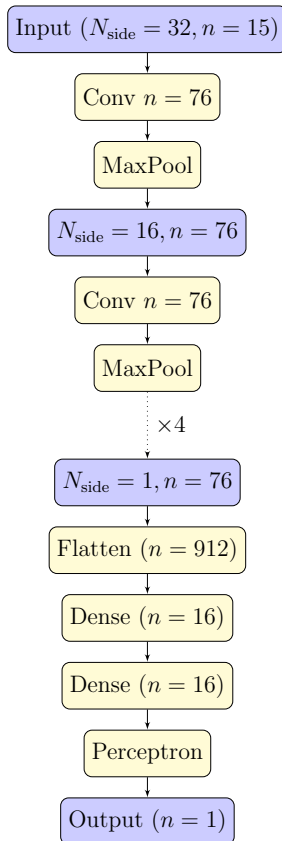 Input (N_side = 32, n = 15)
Conv n = 76
MaxPool
N_side = 16, n = 76
Conv n = 76
MaxPool
×4
N_side = 1, n = 76
Flatten (n = 912)
Dense (n = 16)
Dense (n = 16)
Perceptron
Output (n = 1)